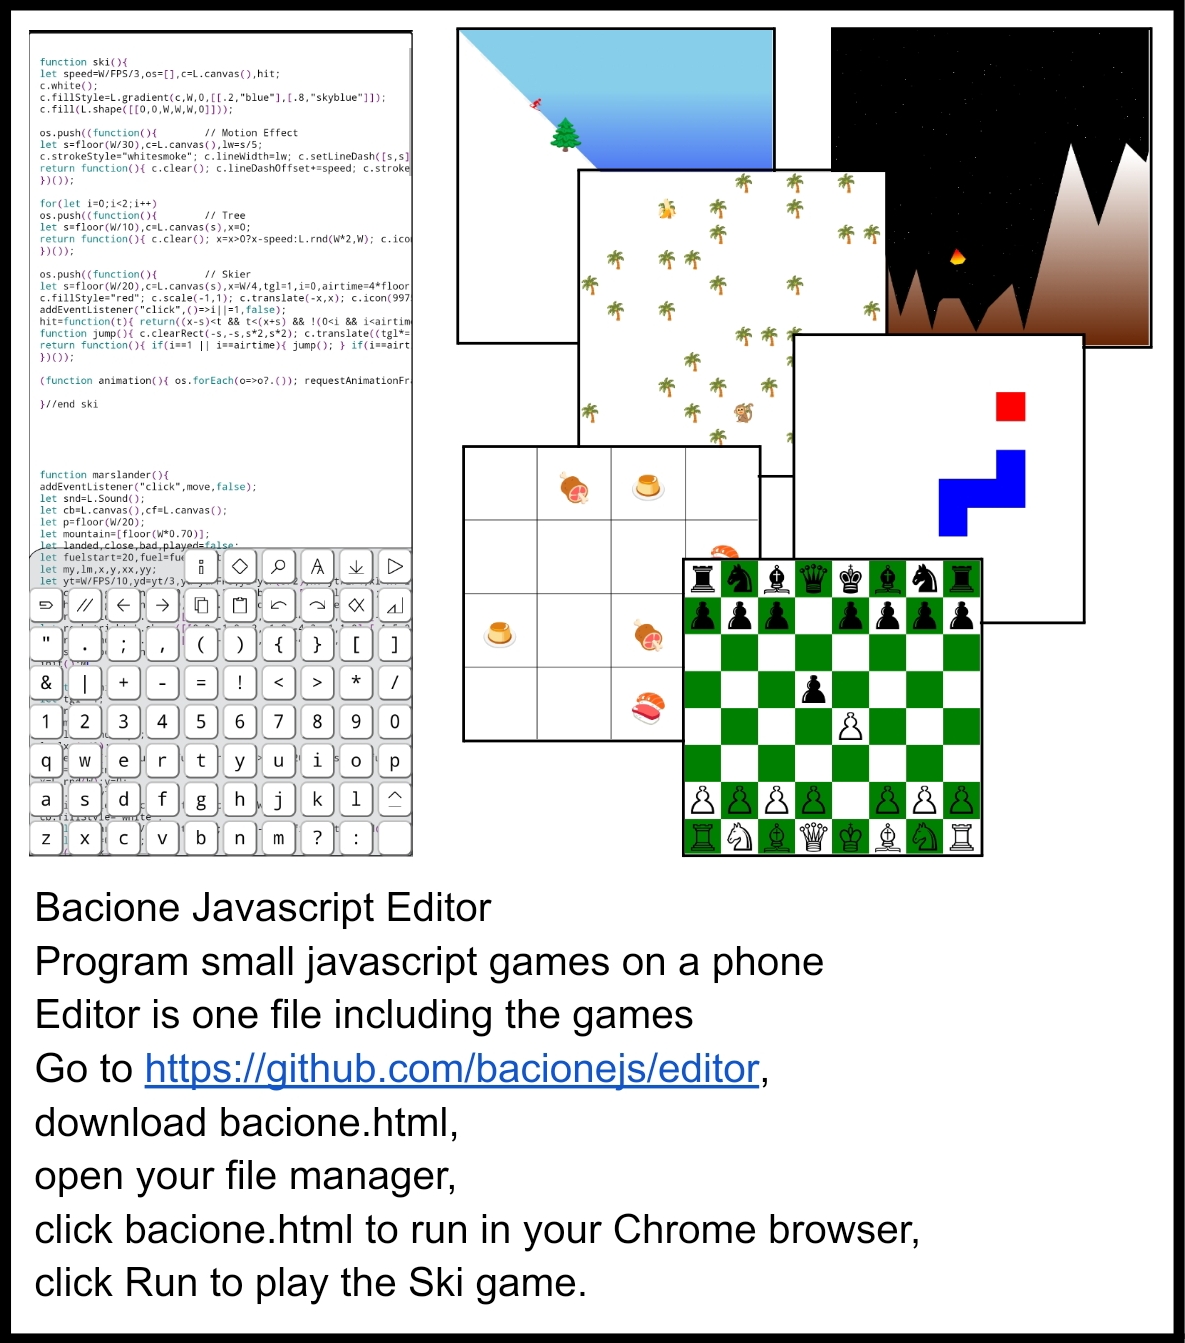 function ski(){
let speed=W/FPS/3,os=[],c=L.canvas(),hit;
c.white();
c.fillStyle=L.gradient(c,W,0,[[.2,"blue"],[.8,"skyblue"]]);
c.fill(L.shape([[0,0,W,W,W,0]]));
os.push((function(){ // Motion Effect
let s=floor(W/30),c=L.canvas(),lw=s/5;
c.strokeStyle="whitesmoke"; c.lineWidth=lw; c.setLineDash([s,s]
return function(){ c.clear(); c.lineDashOffset+=speed; c.stroke
})());
for(let i=0;i<2;i++)
os.push((function(){ // Tree
let s=floor(W/10),c=L.canvas(s),x=0;
return function(){ c.clear(); x=x>0?x-speed:L.rnd(W*2,W); c.ico
})());
os.push((function(){ // Skier
let s=floor(W/20),c=L.canvas(s),x=W/4,tgl=1,i=0,airtime=4*floor
c.fillStyle="red"; c.scale(-1,1); c.translate(-x,x); c.icon(997
addEventListener("click",()=>i||=1,false);
hit=function(t){ return((x-s)<t && t<(x+s) && !(0<i && i<airtim
function jump(){ c.clearRect(-s,-s,s*2,s*2); c.translate((tgl*=
return function(){ if(i==1 || i==airtime){ jump(); } if(i==airt
})());
(function animation(){ os.forEach(o=>o?.()); requestAnimationFr
}//end ski
function marslander(){
addEventListener("click",move,false);
let snd=L.Sound();
let cb=L.canvas(),cf=L.canvas();
let p=floor(W/20);
let mountain=[floor(W*0.70)];
let landed,close,bad,played=false;
let fuelstart=20,fuel=fue
let my,lm,x,y,xx,yy;
let yt=W/FPS/10,yd=yt/3,
" . ; , ( ) { } [ ]
& | + - = ! < > * /
1 2 3 4 5 6 7 8 9 0
q w e r t y u i o p
a s d f g h j k l ^
z x c v b n m ? :
Bacione Javascript Editor
Program small javascript games on a phone
Editor is one file including the games
Go to https://github.com/bacionejs/editor,
download bacione.html,
open your file manager,
click bacione.html to run in your Chrome browser,
click Run to play the Ski game.